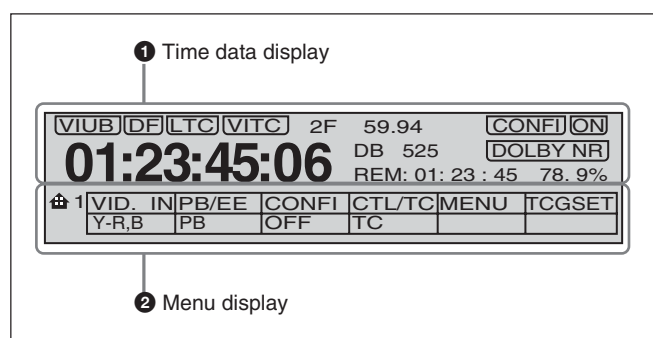 ❶ Time data display
VIUB DF LTC VITC 2F 59.94 CONFI ON
01:23:45:06 DB 525 DOLBY NR
REM: 01: 23 : 45 78. 9%
1 VID. IN PB/EE CONFI CTL/TC MENU TCGSET
Y-R,B PB OFF TC
❷ Menu display